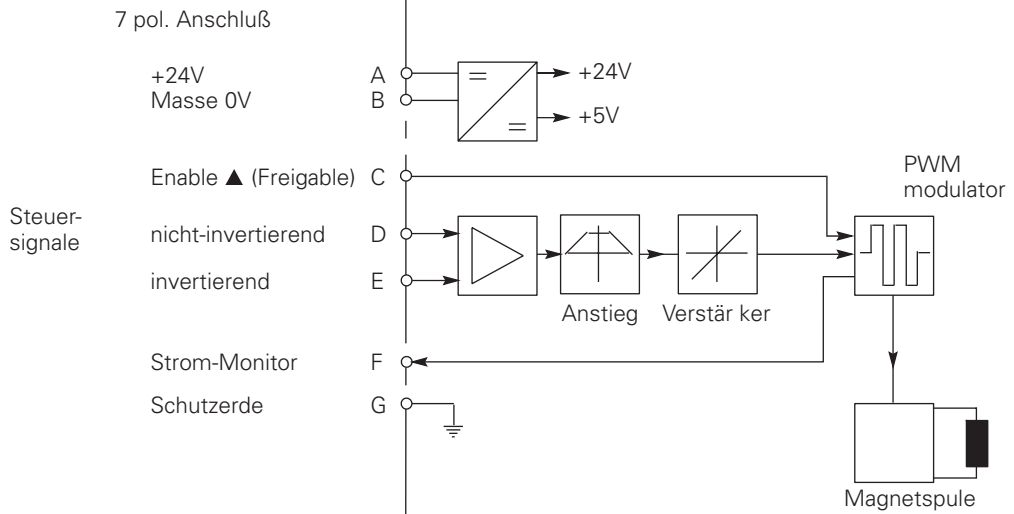 7 pol. Anschluß
+24V A
Masse 0V B
+24V
+5V
Enable ▲ (Freigable) C
PWM
modulator
Steuer-
signale
nicht-invertierend D
invertierend E
Anstieg
Verstär ker
Strom-Monitor F
Schutzerde G
Magnetspule